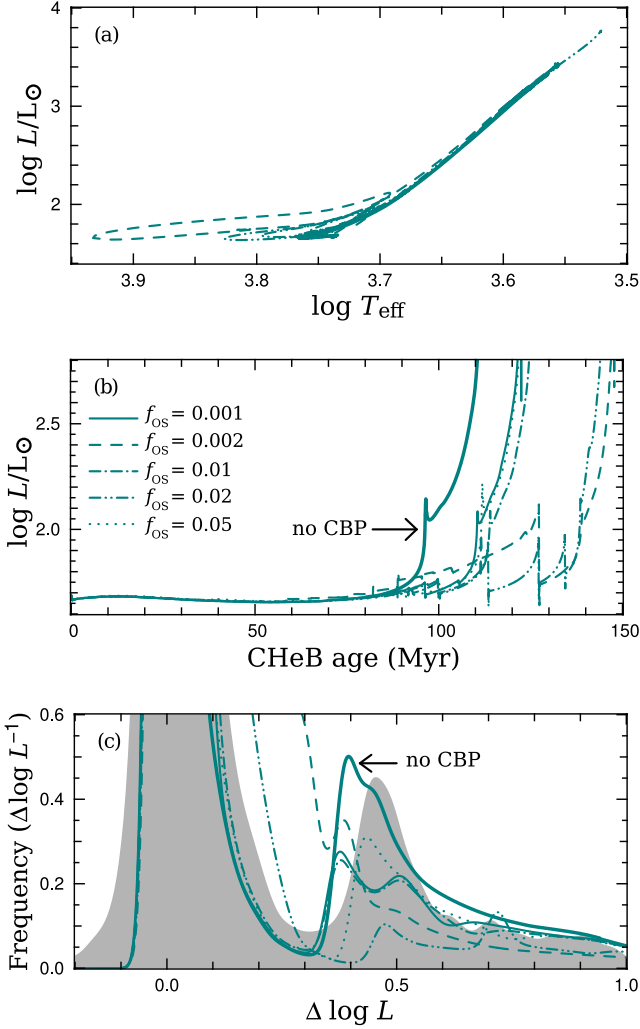 (a)
log L/L⊙
4
3
2
3.9
3.8
3.7
3.6
3.5
log Teff
(b)
log L/L⊙
2.5
2.0
fOS = 0.001
fOS = 0.002
fOS = 0.01
fOS = 0.02
fOS = 0.05
no CBP
0
50
100
150
CHeB age (Myr)
(c)
Frequency (Δlog L⁻¹)
0.6
0.4
0.2
0.0
no CBP
0.0
0.5
1.0
Δ log L